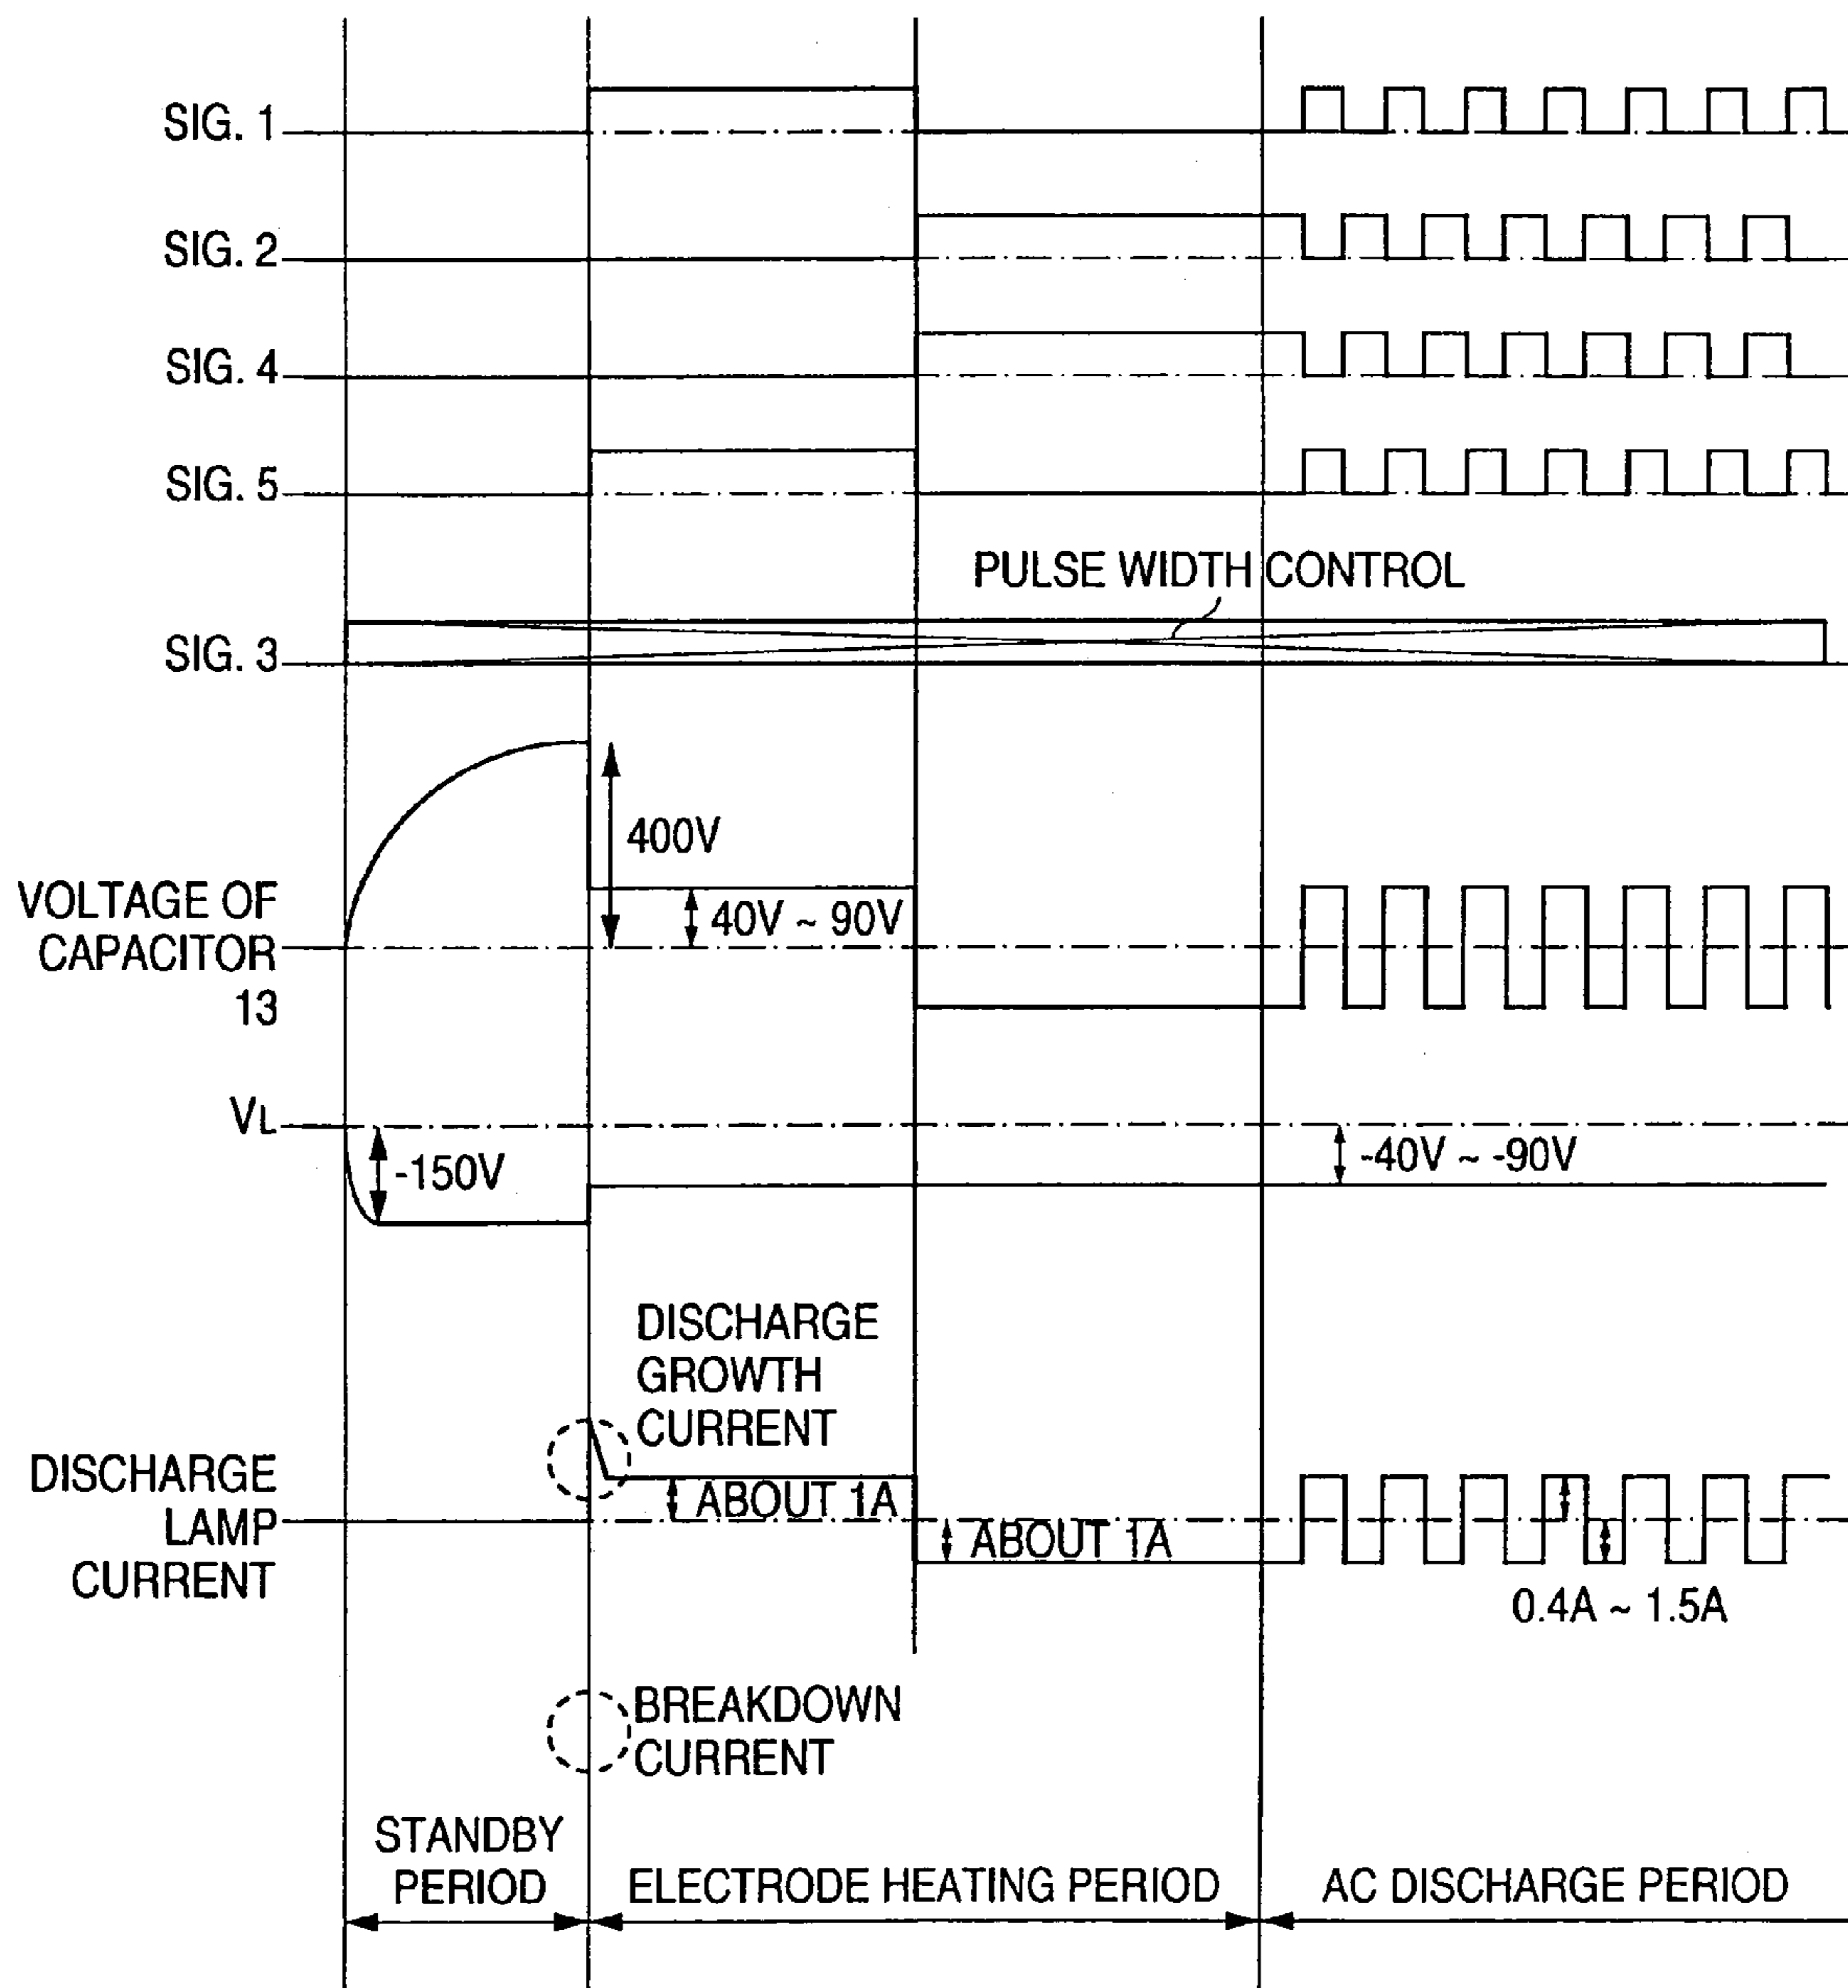 SIG. 1
SIG. 2
SIG. 4
SIG. 5
PULSE WIDTH CONTROL
SIG. 3
400V
VOLTAGE OF
CAPACITOR
13
40V ~ 90V
VL
-150V
-40V ~ -90V
DISCHARGE
GROWTH
CURRENT
DISCHARGE
LAMP
CURRENT
ABOUT 1A
ABOUT 1A
0.4A ~ 1.5A
BREAKDOWN
CURRENT
STANDBY
PERIOD
ELECTRODE HEATING PERIOD
AC DISCHARGE PERIOD